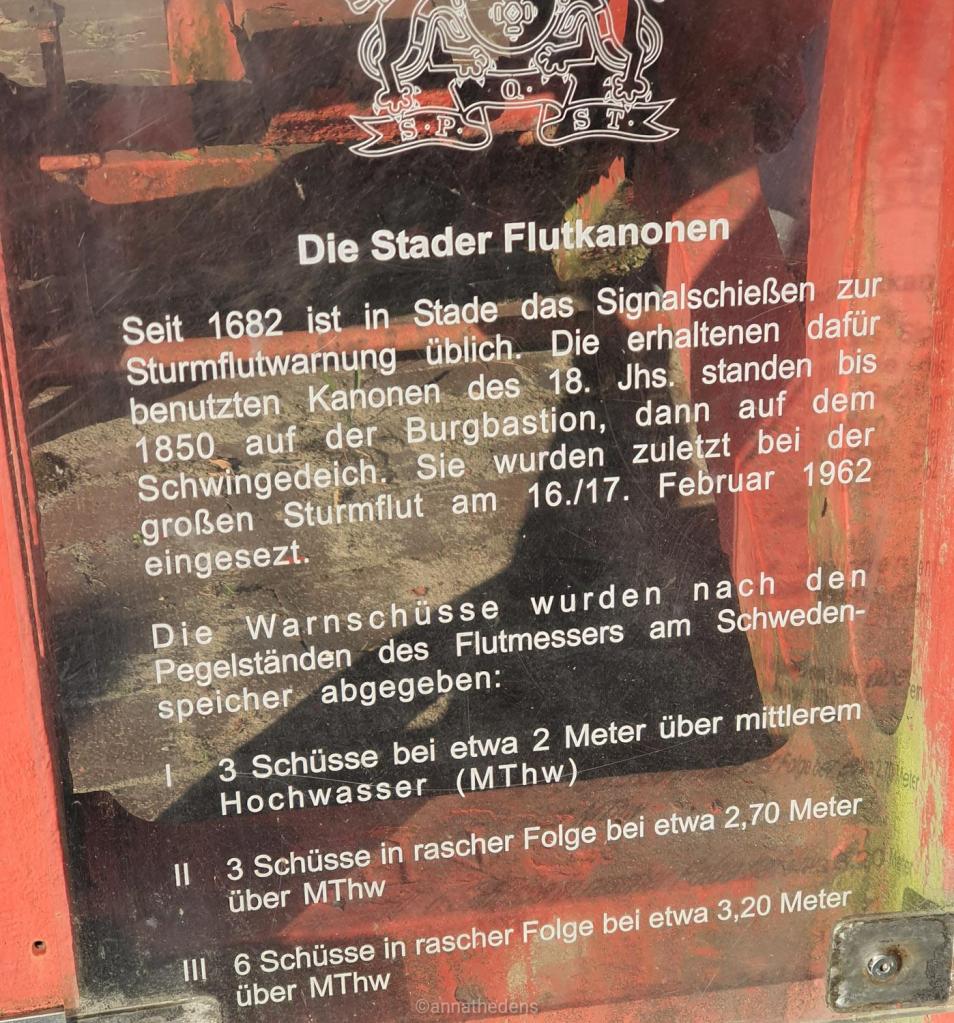 S · P ·
· Q ·
S T ·
Die Stader Flutkanonen
Seit 1682 ist in Stade das Signalschießen zur
Sturmflutwarnung üblich. Die erhaltenen dafür
benutzten Kanonen des 18. Jhs. standen bis
1850 auf der Burgbastion, dann auf dem
Schwingedeich. Sie wurden zuletzt bei der
großen Sturmflut am 16./17. Februar 1962
eingesezt.
Die Warnschüsse wurden nach den
Pegelständen des Flutmessers am Schweden-
speicher abgegeben:
I 3 Schüsse bei etwa 2 Meter über mittlerem
Hochwasser (MThw)
II 3 Schüsse in rascher Folge bei etwa 2,70 Meter
über MThw
III 6 Schüsse in rascher Folge bei etwa 3,20 Meter
über MThw
©annathedens